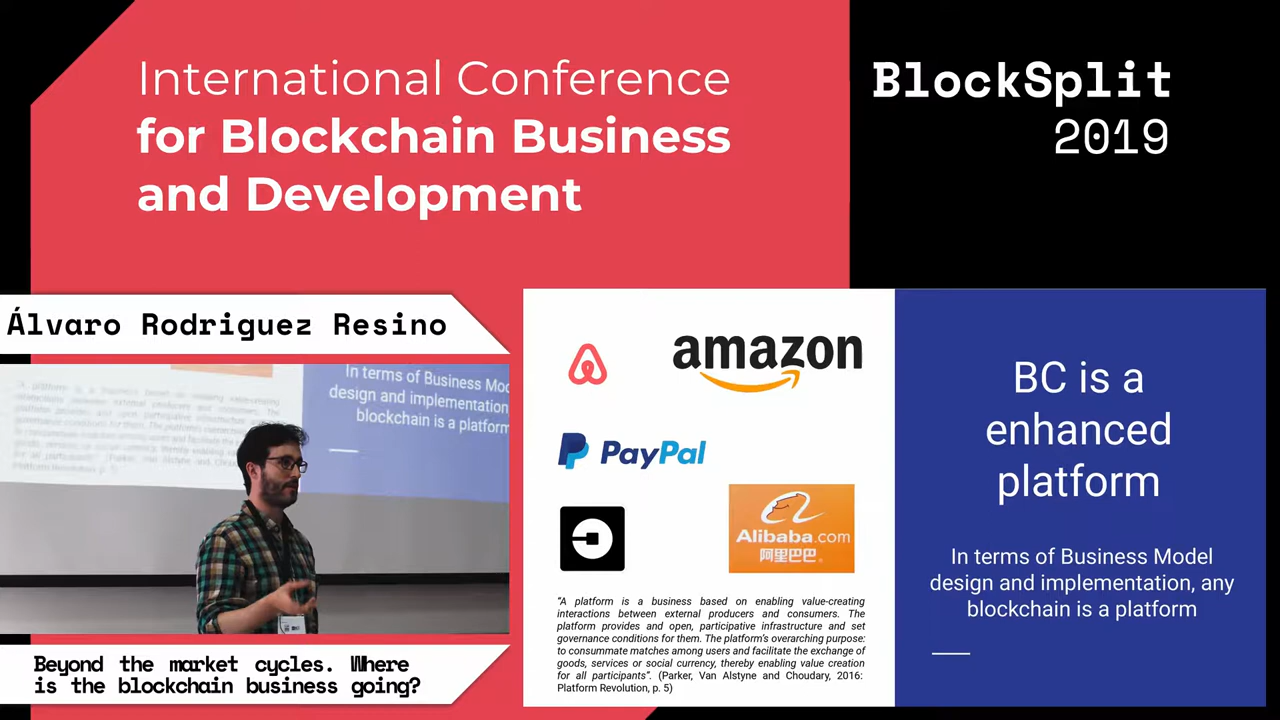 International Conference
for Blockchain Business
and Development
BlockSplit
2019
Álvaro Rodriguez Resino
In terms of Business Mod
design and implementation
blockchain is a platform
Beyond the market cycles. Where
is the blockchain business going?
amazon
PayPal
Alibaba.com
阿里巴巴
"A platform is a business based on enabling value-creating
interactions between external producers and consumers. The
platform provides and open, participative infrastructure and set
governance conditions for them. The platform's overarching purpose:
to consummate matches among users and facilitate the exchange of
goods, services or social currency, thereby enabling value creation
for all participants". (Parker, Van Alstyne and Choudary, 2016:
Platform Revolution, p. 5)
BC is a
enhanced
platform
In terms of Business Model
design and implementation, any
blockchain is a platform